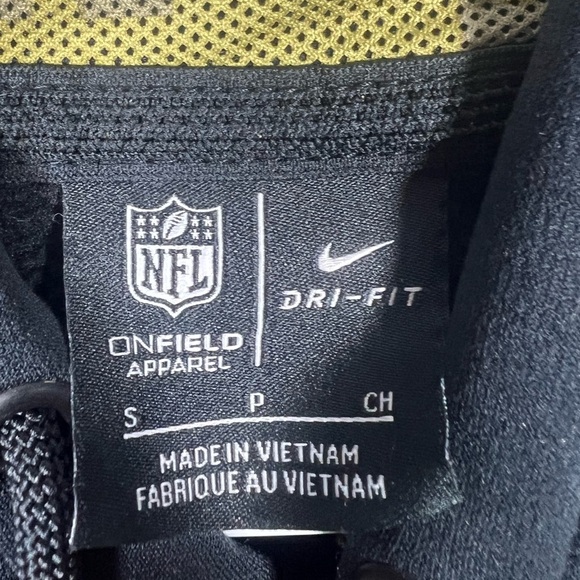 NFL
DRI-FIT
ONFIELD
APPAREL
S P CH
MADE IN VIETNAM
FABRIQUE AU VIETNAM